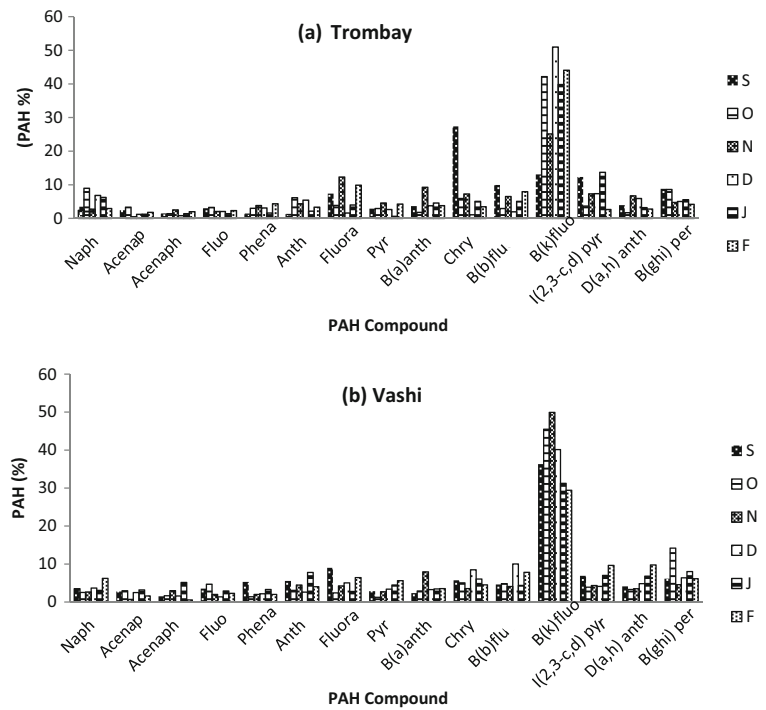 (a) Trombay
(PAH %)
60
50
40
30
20
10
0
Naph
Acenap
Acenaph
Fluo
Phena
Anth
Fluora
Pyr
B(a)anth
Chry
B(b)flu
B(k)fluo
I(2,3-c,d) pyr
D(a,h) anth
B(ghi) per
PAH Compound
S
O
N
D
J
F
(b) Vashi
PAH (%)
60
50
40
30
20
10
0
Naph
Acenap
Acenaph
Fluo
Phena
Anth
Fluora
Pyr
B(a)anth
Chry
B(b)flu
B(k)fluo
I(2,3-c,d) pyr
D(a,h) anth
B(ghi) per
PAH Compound
S
O
N
D
J
F